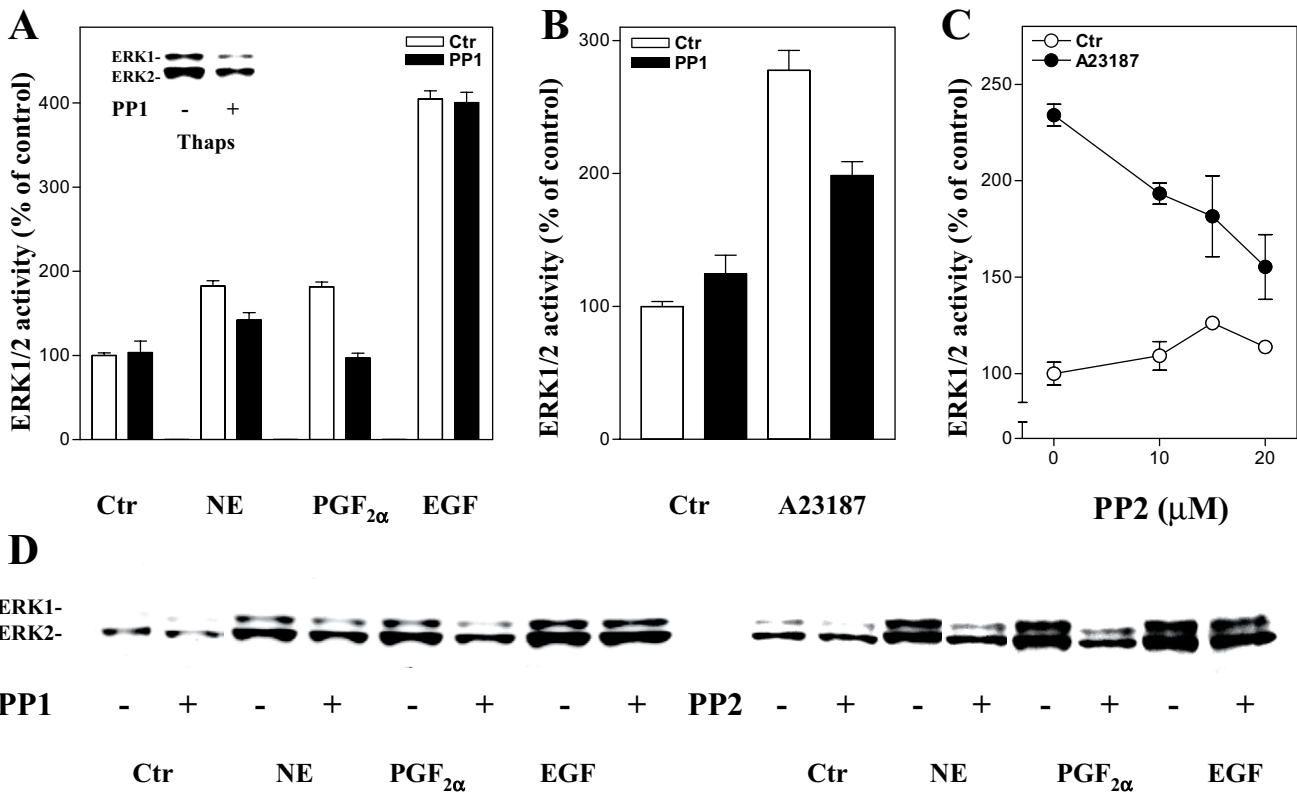 A
ERK1/2 activity (% of control)
400
300
200
100
0
ERK1-
ERK2-
PP1 - +
Thaps
Ctr
PP1
Ctr NE PGF2α EGF
B
ERK1/2 activity (% of control)
300
200
100
0
Ctr
PP1
Ctr A23187
C
ERK1/2 activity (% of control)
250
200
150
100
0
Ctr
A23187
0 10 20
PP2 (μM)
D
ERK1-
ERK2-
PP1 - + - + - + - +
Ctr NE PGF2α EGF
PP2 - + - + - + - +
Ctr NE PGF2α EGF